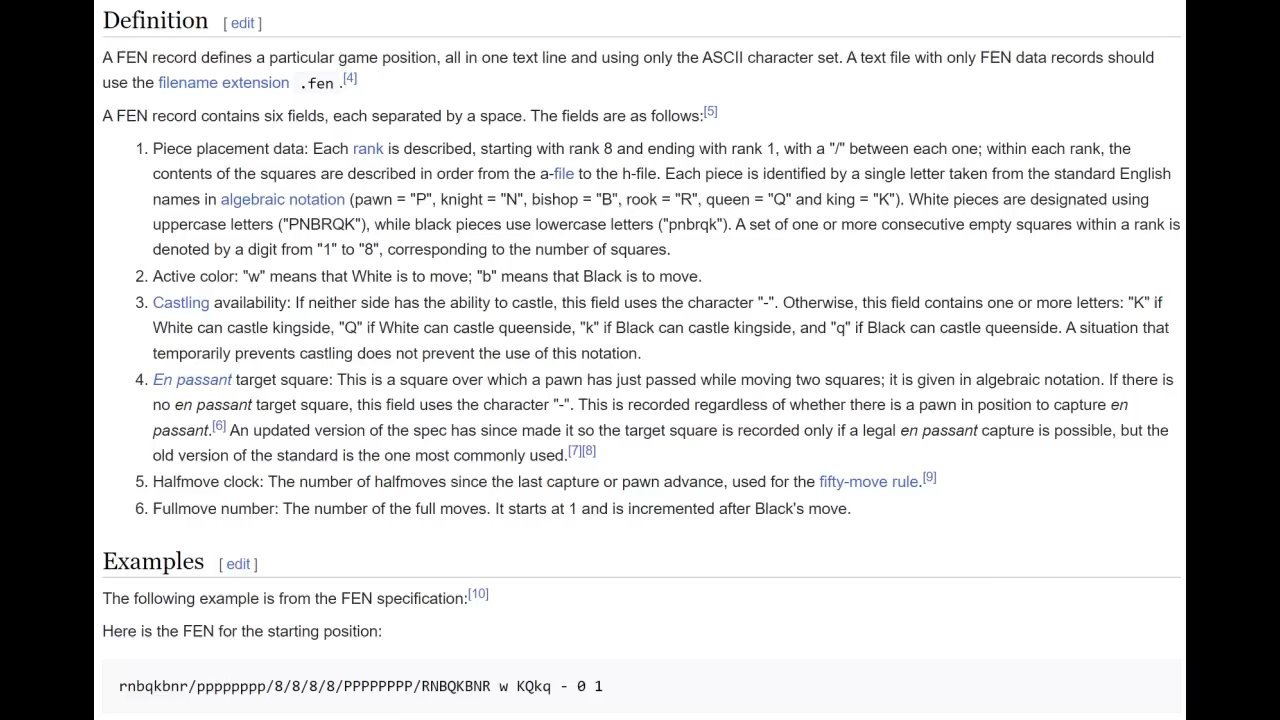 Definition [ edit ]
A FEN record defines a particular game position, all in one text line and using only the ASCII character set. A text file with only FEN data records should
use the filename extension .fen .[4]
A FEN record contains six fields, each separated by a space. The fields are as follows:[5]
1. Piece placement data: Each rank is described, starting with rank 8 and ending with rank 1, with a "/" between each one; within each rank, the
contents of the squares are described in order from the a-file to the h-file. Each piece is identified by a single letter taken from the standard English
names in algebraic notation (pawn = "P", knight = "N", bishop = "B", rook = "R", queen = "Q" and king = "K"). White pieces are designated using
uppercase letters ("PNBRQK"), while black pieces use lowercase letters ("pnbrqk"). A set of one or more consecutive empty squares within a rank is
denoted by a digit from "1" to "8", corresponding to the number of squares.
2. Active color: "w" means that White is to move; "b" means that Black is to move.
3. Castling availability: If neither side has the ability to castle, this field uses the character "-". Otherwise, this field contains one or more letters: "K" if
White can castle kingside, "Q" if White can castle queenside, "k" if Black can castle kingside, and "q" if Black can castle queenside. A situation that
temporarily prevents castling does not prevent the use of this notation.
4. En passant target square: This is a square over which a pawn has just passed while moving two squares; it is given in algebraic notation. If there is
no en passant target square, this field uses the character "-". This is recorded regardless of whether there is a pawn in position to capture en
passant.[6] An updated version of the spec has since made it so the target square is recorded only if a legal en passant capture is possible, but the
old version of the standard is the one most commonly used.[7][8]
5. Halfmove clock: The number of halfmoves since the last capture or pawn advance, used for the fifty-move rule.[9]
6. Fullmove number: The number of the full moves. It starts at 1 and is incremented after Black's move.
Examples [ edit ]
The following example is from the FEN specification:[10]
Here is the FEN for the starting position:
rnbqkbnr/pppppppp/8/8/8/8/PPPPPPPP/RNBQKBNR w KQkq - 0 1